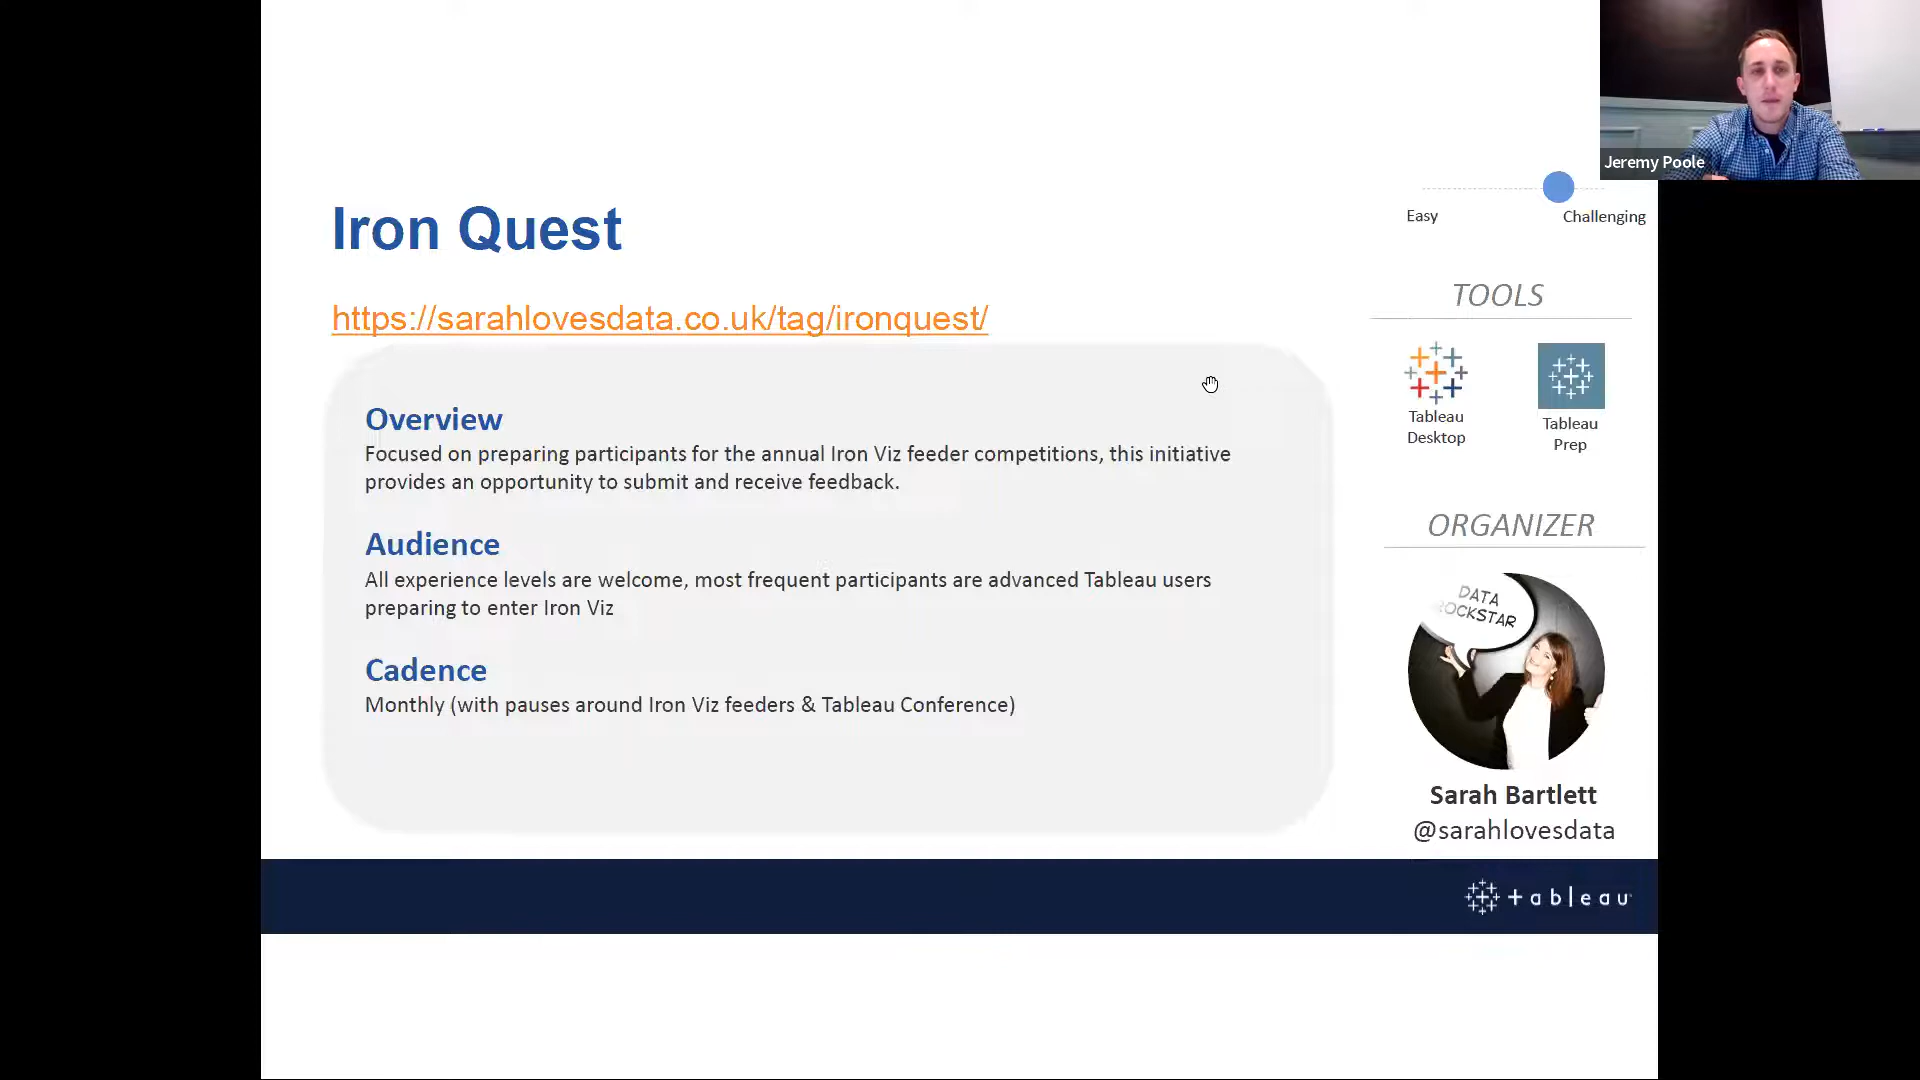 Jeremy Poole
Easy
Challenging
Iron Quest
https://sarahlovesdata.co.uk/tag/ironquest/
Overview
Focused on preparing participants for the annual Iron Viz feeder competitions, this initiative
provides an opportunity to submit and receive feedback.
Audience
All experience levels are welcome, most frequent participants are advanced Tableau users
preparing to enter Iron Viz
Cadence
Monthly (with pauses around Iron Viz feeders & Tableau Conference)
TOOLS
Tableau
Desktop
Tableau
Prep
ORGANIZER
DATA
ROCKSTAR
Sarah Bartlett
@sarahlovesdata
+ableau